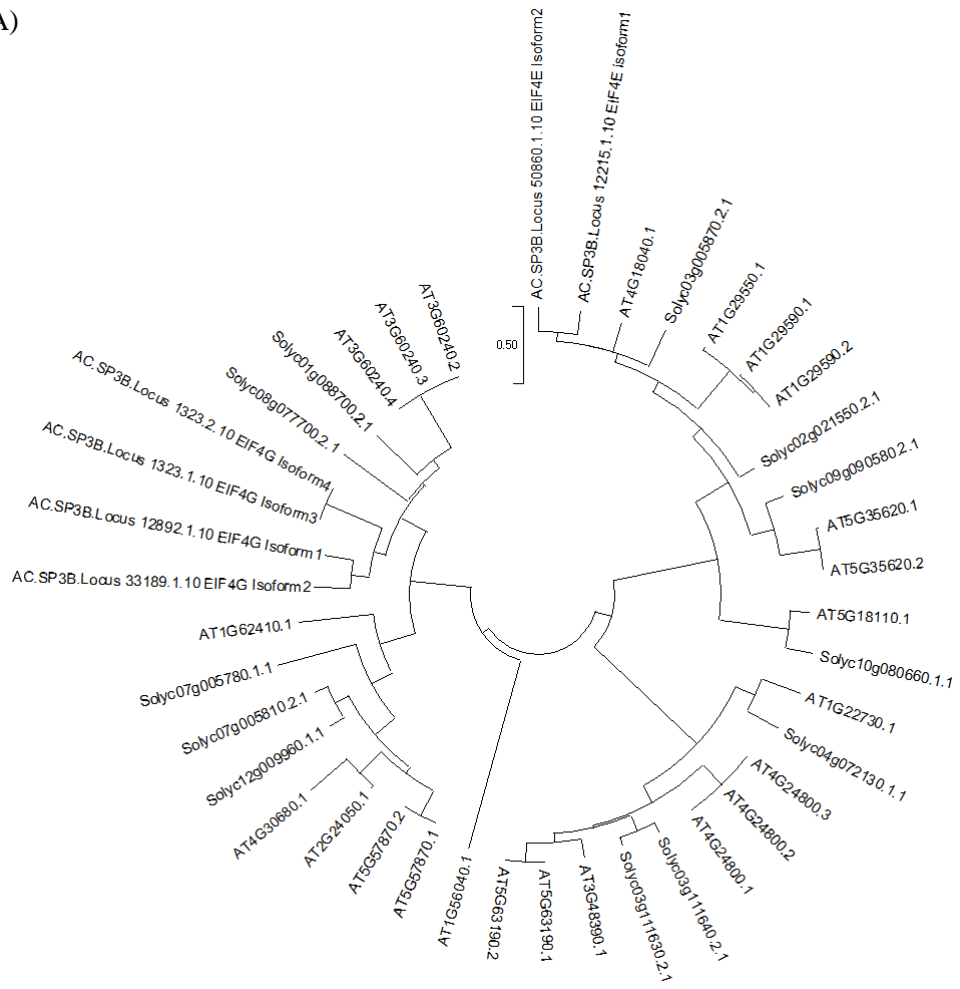 A)
AC.SP3B.Locus 50860.1.10 EIF4E Isoform2
AC.SP3B.Locus 12215.1.10 EIF4E isoform1
AT4G18040.1
Solyc03g005870.2.1
AT1G29550.1
AT1G29590.1
AT1G29590.2
Solyc02g021550.2.1
Solyc09g090580.2.1
AT5G35620.1
AT5G35620.2
AT5G18110.1
Solyc10g080660.1.1
AT1G22730.1
Solyc04g072130.1.1
AT4G24800.3
AT4G24800.2
AT4G24800.1
Solyc03g111640.2.1
Solyc03g111630.2.1
AT3G48390.1
AT5G63190.1
AT5G63190.2
AT1G56040.1
AT5G57870.1
AT5G57870.2
AT2G24050.1
AT4G30680.1
Solyc12g009960.1.1
Solyc07g005810.2.1
Solyc07g005780.1.1
AT1G62410.1
AC.SP3B.Locus 33189.1.10 EIF4G Isoform2
AC.SP3B.Locus 12892.1.10 EIF4G Isoform 1
AC.SP3B.Locus 1323.1.10 EIF4G Isoform3
AC.SP3B.Locus 1323.2.10 EIF4G Isoform4
Solyc08g077700.2.1
Solyc01g088700.2.1
AT3G60240.4
AT3G60240.3
AT3G60240.2
0.50